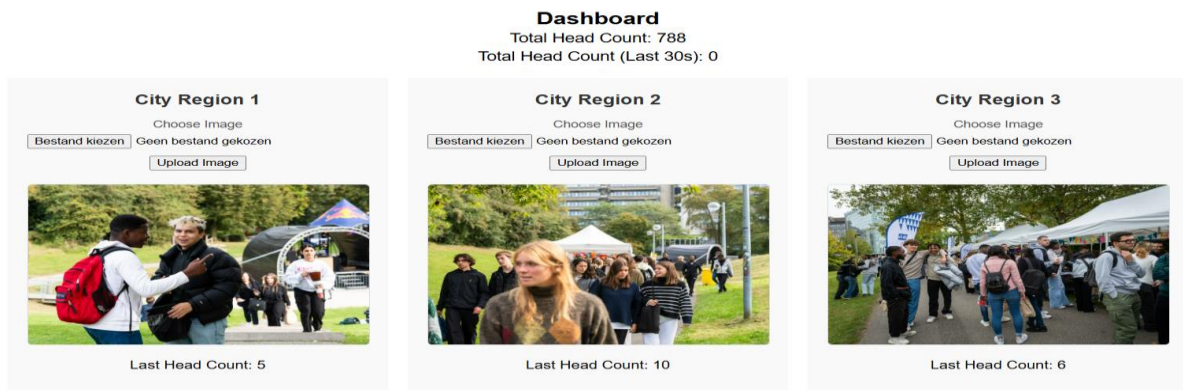 Dashboard
Total Head Count: 788
Total Head Count (Last 30s): 0
City Region 1
Choose Image
Bestand kiezen Geen bestand gekozen
Upload Image
Last Head Count: 5
City Region 2
Choose Image
Bestand kiezen Geen bestand gekozen
Upload Image
Last Head Count: 10
City Region 3
Choose Image
Bestand kiezen Geen bestand gekozen
Upload Image
Last Head Count: 6